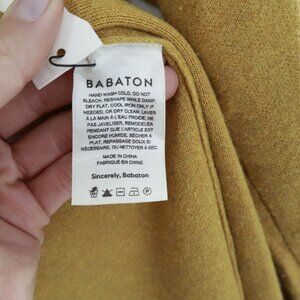 BABATON
HAND WASH COLD, DO NOT
BLEACH, RESHAPE WHILE DAMP,
DRY FLAT, COOL IRON ONLY IF
NEEDED, OR DRY CLEAN. LAVER
À LA MAIN À L'EAU FROIDE, NE
PAS JAVELISER, REMODELER
PENDANT QUE L'ARTICLE EST
ENCORE HUMIDE, SÉCHER À
PLAT, REPASSAGE DOUX SI
NÉCESSAIRE, OU NETTOYER À SEC.
MADE IN CHINA
FABRIQUÉ EN CHINE
Sincerely, Babaton
P